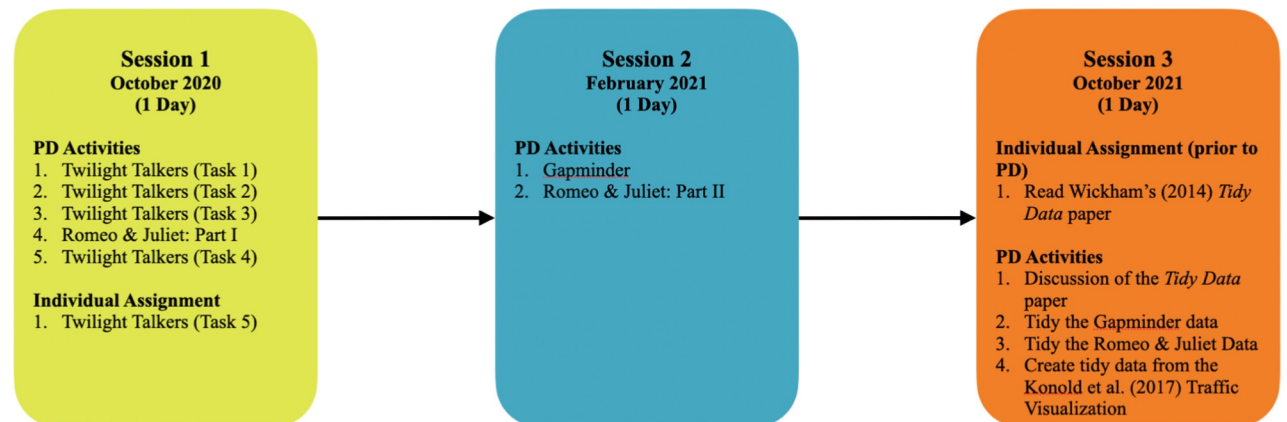 Session 1
October 2020
(1 Day)
PD Activities
1. Twilight Talkers (Task 1)
2. Twilight Talkers (Task 2)
3. Twilight Talkers (Task 3)
4. Romeo & Juliet: Part I
5. Twilight Talkers (Task 4)
Individual Assignment
1. Twilight Talkers (Task 5)
Session 2
February 2021
(1 Day)
PD Activities
1. Gapminder
2. Romeo & Juliet: Part II
Session 3
October 2021
(1 Day)
Individual Assignment (prior to
PD)
1. Read Wickham’s (2014) Tidy
Data paper
PD Activities
1. Discussion of the Tidy Data
paper
2. Tidy the Gapminder data
3. Tidy the Romeo & Juliet Data
4. Create tidy data from the
Konold et al. (2017) Traffic
Visualization